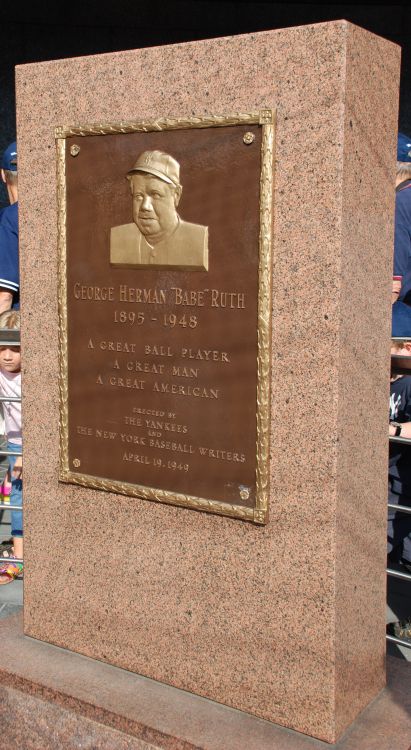 GEORGE HERMAN "BABE" RUTH
1895 - 1948
A GREAT BALL PLAYER
A GREAT MAN
A GREAT AMERICAN
ERECTED BY
THE YANKEES
AND
THE NEW YORK BASEBALL WRITERS
APRIL 19, 1949